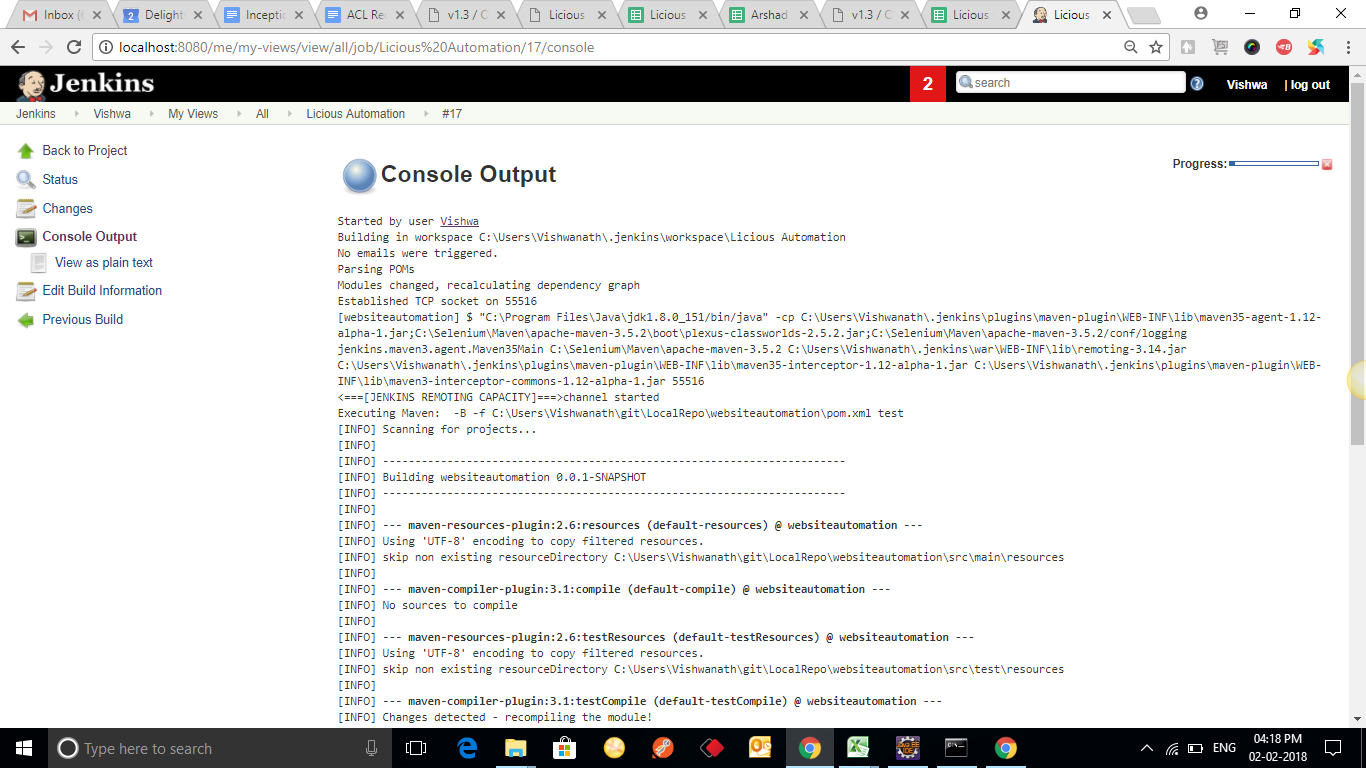 Inbox (
Delight
Incepti
ACL Re
v1.3 / C
Licious
Licious
Arshad
v1.3 / C
Licious
Licious
localhost:8080/me/my-views/view/all/job/Licious%20Automation/17/console
Jenkins
2
search
Vishwa
| log out
Jenkins
Vishwa
My Views
All
Licious Automation
#17
Back to Project
Status
Changes
Console Output
View as plain text
Edit Build Information
Previous Build
Console Output
Progress:
Started by user Vishwa
Building in workspace C:\Users\Vishwanath\.jenkins\workspace\Licious Automation
No emails were triggered.
Parsing POMs
Modules changed, recalculating dependency graph
Established TCP socket on 55516
[websiteautomation] $ "C:\Program Files\Java\jdk1.8.0_151/bin/java" -cp C:\Users\Vishwanath\.jenkins\plugins\maven-plugin\WEB-INF\lib\maven35-agent-1.12-
alpha-1.jar;C:\Selenium\Maven\apache-maven-3.5.2\boot\plexus-classworlds-2.5.2.jar;C:\Selenium\Maven\apache-maven-3.5.2/conf/logging
jenkins.maven3.agent.Maven35Main C:\Selenium\Maven\apache-maven-3.5.2 C:\Users\Vishwanath\.jenkins\war\WEB-INF\lib\remoting-3.14.jar
C:\Users\Vishwanath\.jenkins\plugins\maven-plugin\WEB-INF\lib\maven35-interceptor-1.12-alpha-1.jar C:\Users\Vishwanath\.jenkins\plugins\maven-plugin\WEB-
INF\lib\maven3-interceptor-commons-1.12-alpha-1.jar 55516
<===[JENKINS REMOTING CAPACITY]===>channel started
Executing Maven:  -B -f C:\Users\Vishwanath\git\LocalRepo\websiteautomation\pom.xml test
[INFO] Scanning for projects...
[INFO]
[INFO] ------------------------------------------------------------------------
[INFO] Building websiteautomation 0.0.1-SNAPSHOT
[INFO] ------------------------------------------------------------------------
[INFO]
[INFO] --- maven-resources-plugin:2.6:resources (default-resources) @ websiteautomation ---
[INFO] Using 'UTF-8' encoding to copy filtered resources.
[INFO] skip non existing resourceDirectory C:\Users\Vishwanath\git\LocalRepo\websiteautomation\src\main\resources
[INFO]
[INFO] --- maven-compiler-plugin:3.1:compile (default-compile) @ websiteautomation ---
[INFO] No sources to compile
[INFO]
[INFO] --- maven-resources-plugin:2.6:testResources (default-testResources) @ websiteautomation ---
[INFO] Using 'UTF-8' encoding to copy filtered resources.
[INFO] skip non existing resourceDirectory C:\Users\Vishwanath\git\LocalRepo\websiteautomation\src\test\resources
[INFO]
[INFO] --- maven-compiler-plugin:3.1:testCompile (default-testCompile) @ websiteautomation ---
[INFO] Changes detected - recompiling the module!
Type here to search
ENG
04:18 PM
02-02-2018